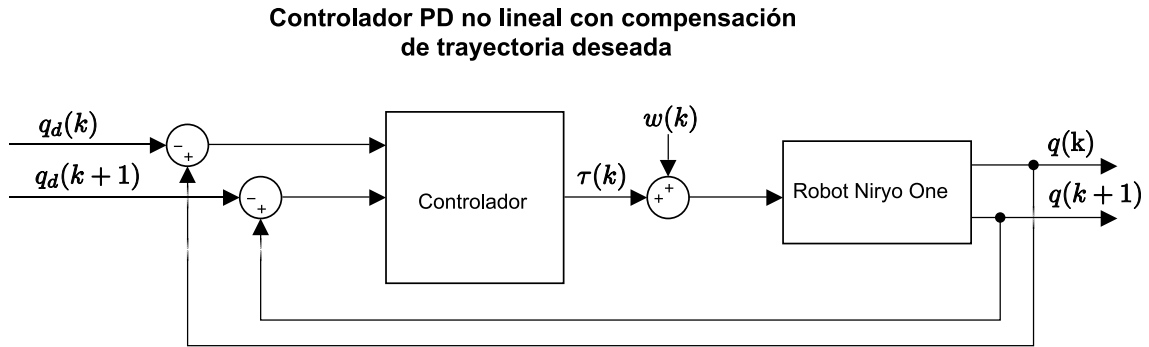 Controlador PD no lineal con compensación
de trayectoria deseada
q_d(k)
w(k)
q(k)
q_d(k + 1)
τ(k)
q(k + 1)
Controlador
Robot Niryo One
− +
− +
+ +